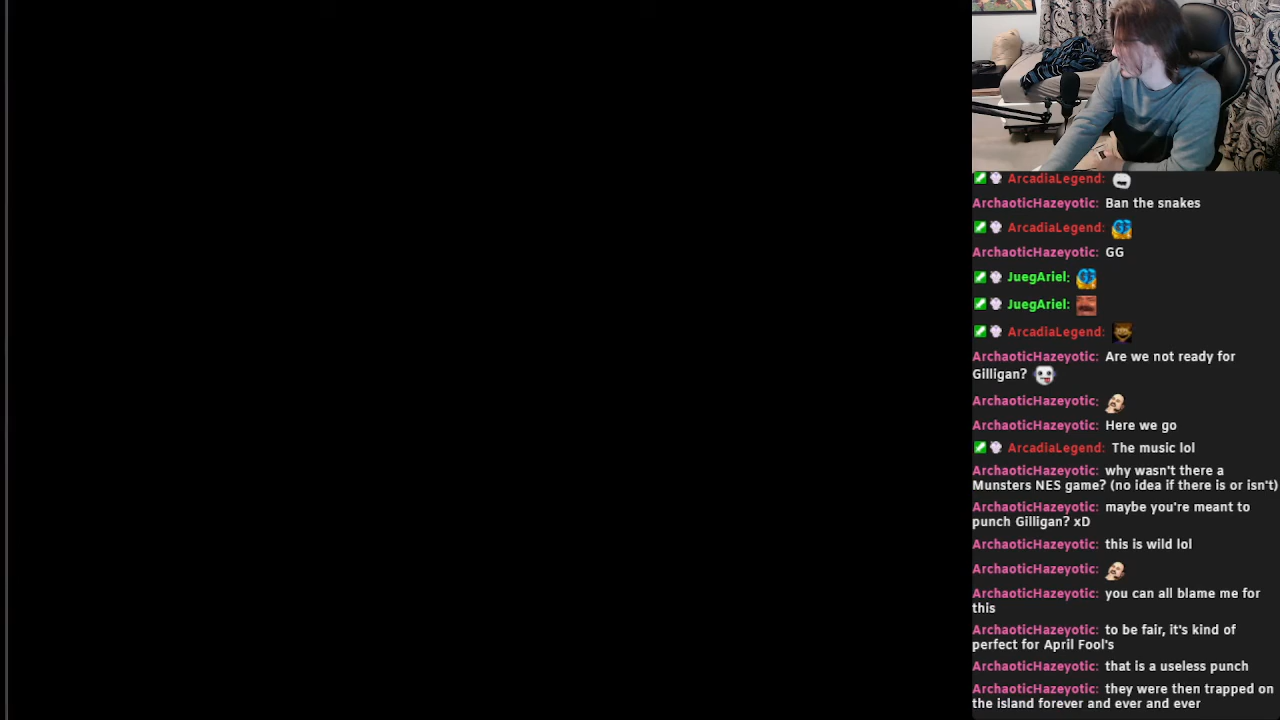 ArcadiaLegend:
ArchaoticHazeyotic: Ban the snakes
ArcadiaLegend: GG
ArchaoticHazeyotic: GG
JuegAriel: GG
JuegAriel:
ArcadiaLegend:
ArchaoticHazeyotic: Are we not ready for
Gilligan?
ArchaoticHazeyotic:
ArchaoticHazeyotic: Here we go
ArcadiaLegend: The music lol
ArchaoticHazeyotic: why wasn't there a
Munsters NES game? (no idea if there is or isn't)
ArchaoticHazeyotic: maybe you're meant to
punch Gilligan? xD
ArchaoticHazeyotic: this is wild lol
ArchaoticHazeyotic:
ArchaoticHazeyotic: you can all blame me for
this
ArchaoticHazeyotic: to be fair, it's kind of
perfect for April Fool's
ArchaoticHazeyotic: that is a useless punch
ArchaoticHazeyotic: they were then trapped on
the island forever and ever and ever